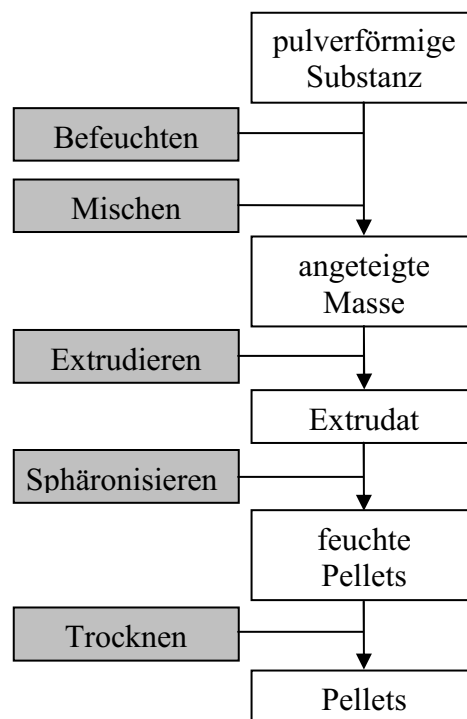 pulverförmige
Substanz
Befeuchten
Mischen
angeteigte
Masse
Extrudieren
Extrudat
Sphäronisieren
feuchte
Pellets
Trocknen
Pellets